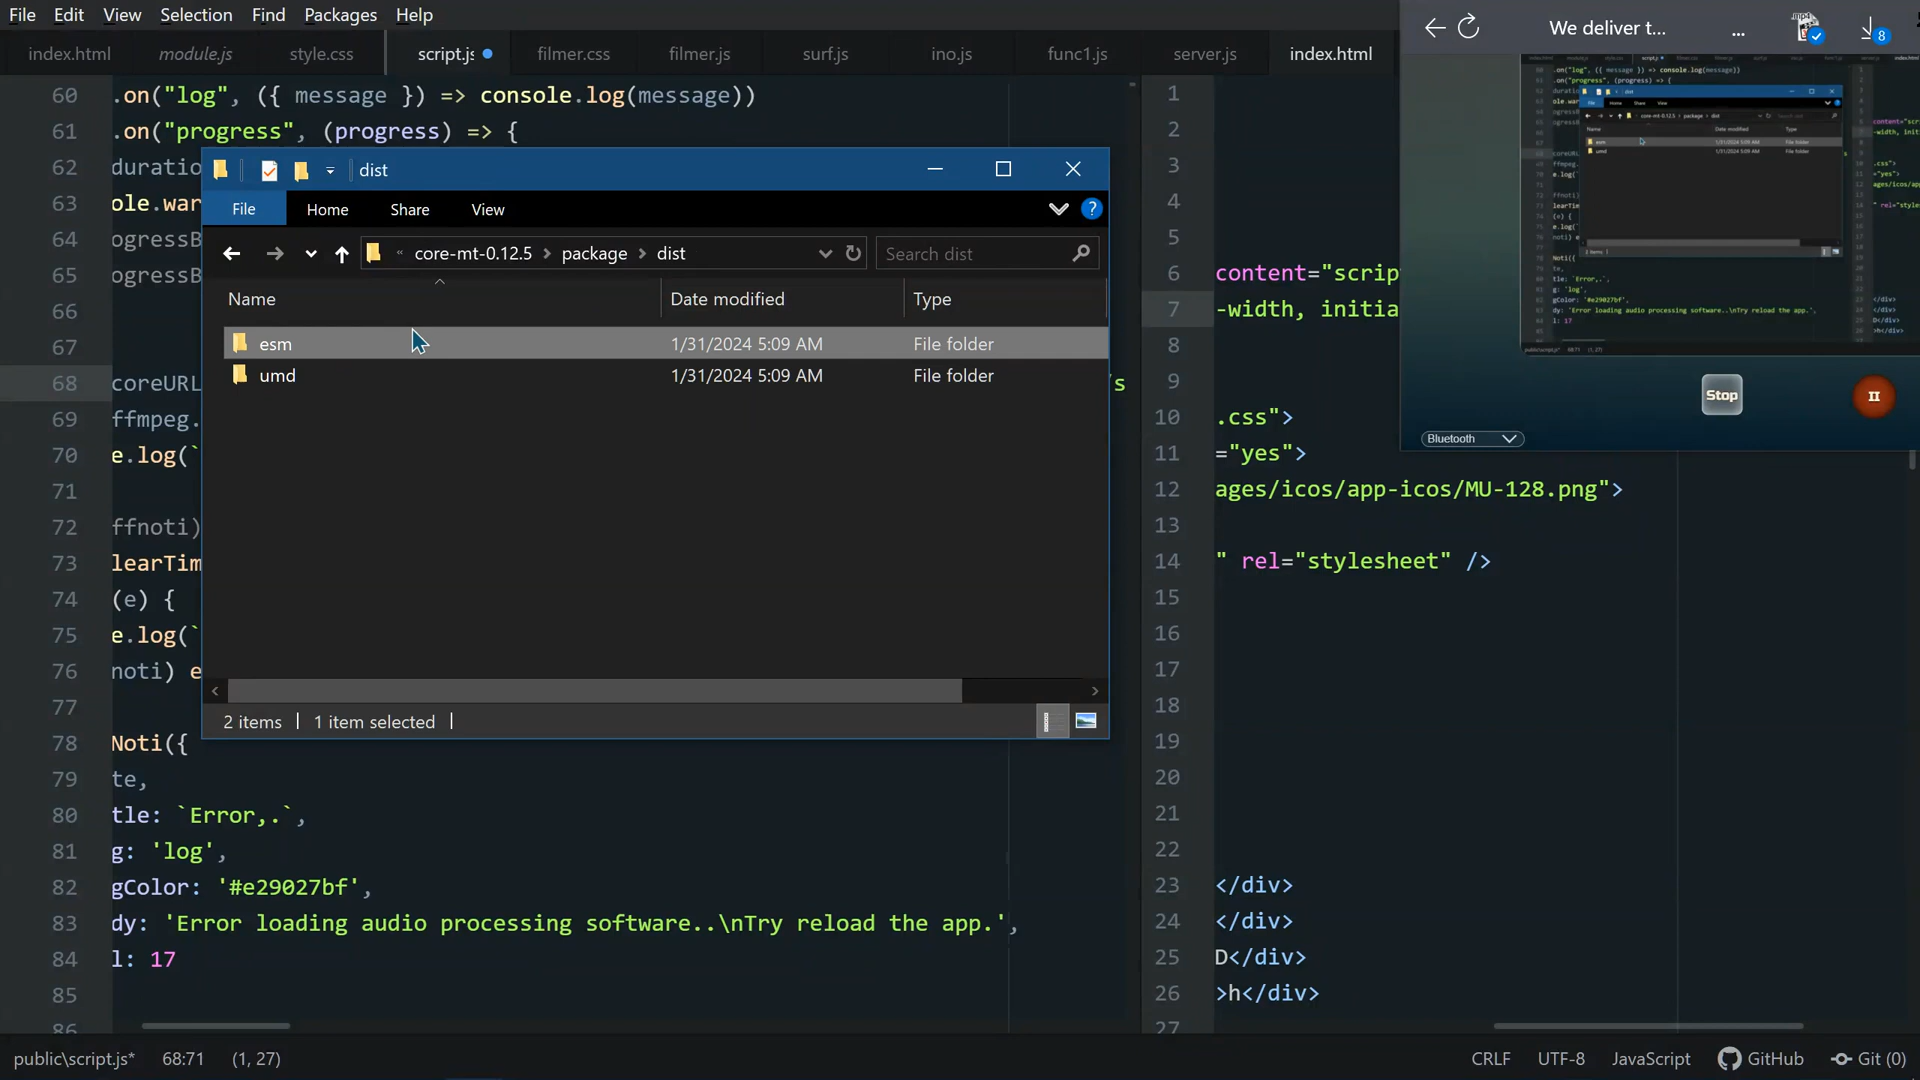 File Edit View Selection Find Packages Help
index.html module.js style.css script.js filmer.css filmer.js surf.js ino.js func1.js server.js index.html
60 .on("log", ({ message }) => console.log(message))
61 .on("progress", (progress) => {
62 duratio
63 ole.war
64 ogressB
65 ogressB
66
67
68 coreURL
69 ffmpeg.
70 e.log(`
71
72 ffnoti)
73 learTim
74 (e) {
75 e.log(`
76 noti) e
77
78 Noti({
79 te,
80 tle: `Error,.`,
81 g: 'log',
82 gColor: '#e29027bf',
83 dy: 'Error loading audio processing software..\nTry reload the app.',
84 l: 17
85
86
dist
File Home Share View
« core-mt-0.12.5 package dist Search dist
Name Date modified Type
esm 1/31/2024 5:09 AM File folder
umd 1/31/2024 5:09 AM File folder
2 items 1 item selected
's
1
2
3
4
5
6 content="scrip
7 -width, initia
8
9
10 .css">
11 ="yes">
12 ages/icos/app-icos/MU-128.png">
13
14 " rel="stylesheet" />
15
16
17
18
19
20
21
22
23 </div>
24 </div>
25 D</div>
26 >h</div>
27
We deliver t... ... 8
Stop
Bluetooth
public\script.js* 68:71 (1, 27) CRLF UTF-8 JavaScript GitHub Git (0)